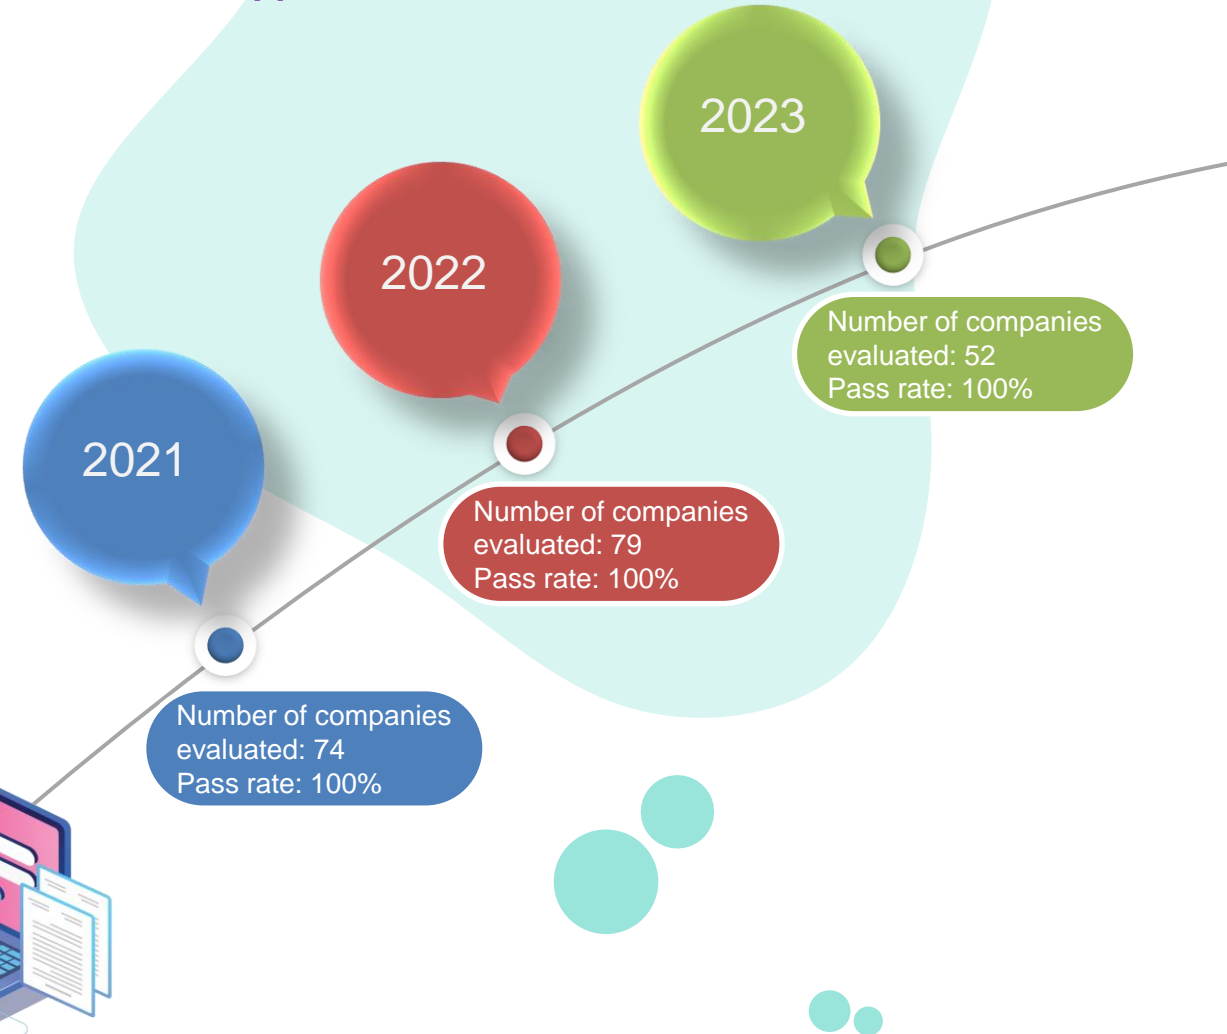 2023
2022
2021
Number of companies
evaluated: 52
Pass rate: 100%
Number of companies
evaluated: 79
Pass rate: 100%
Number of companies
evaluated: 74
Pass rate: 100%